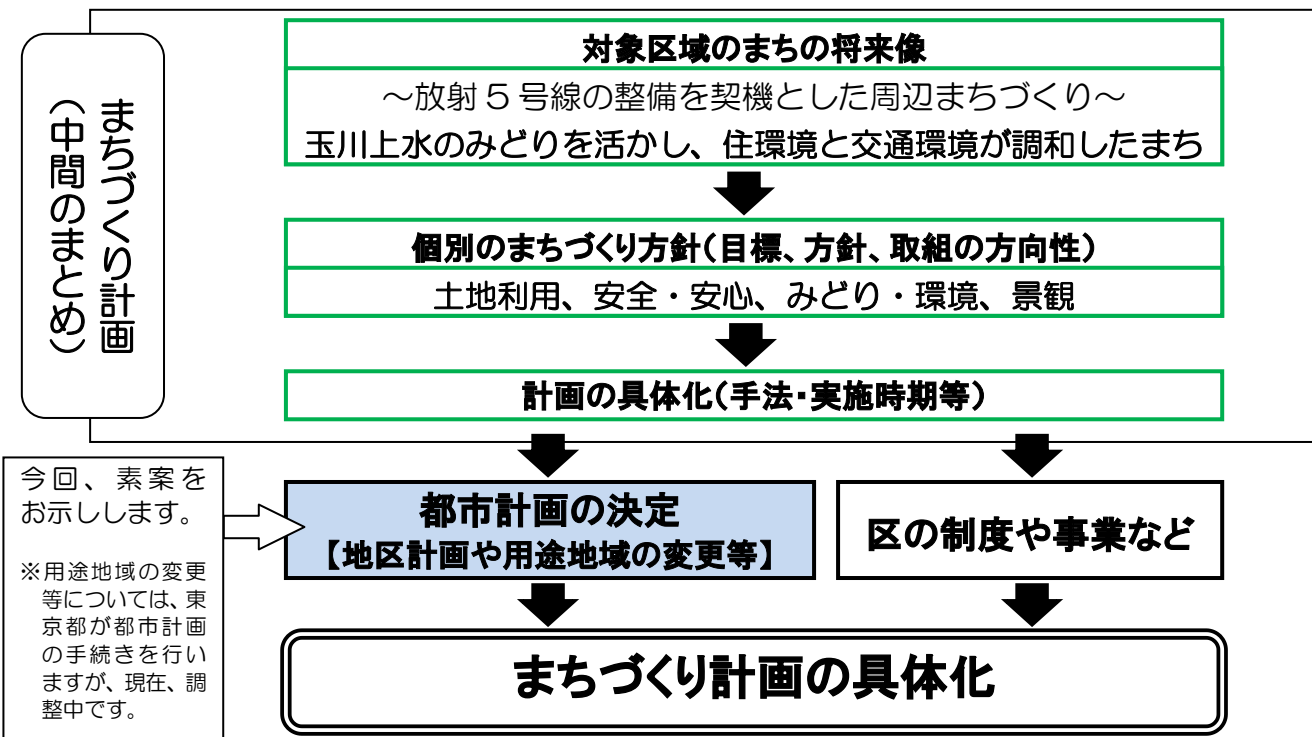 まちづくり計画
（中間のまとめ）
対象区域のまちの将来像
～放射５号線の整備を契機とした周辺まちづくり～
玉川上水のみどりを活かし、住環境と交通環境が調和したまち
個別のまちづくり方針（目標、方針、取組の方向性）
土地利用、安全・安心、みどり・環境、景観
計画の具体化（手法・実施時期等）
今回、素案を
お示しします。
※用途地域の変更
等については、東
京都が都市計画
の手続きを行い
ますが、現在、調
整中です。
都市計画の決定
【地区計画や用途地域の変更等】
区の制度や事業など
まちづくり計画の具体化